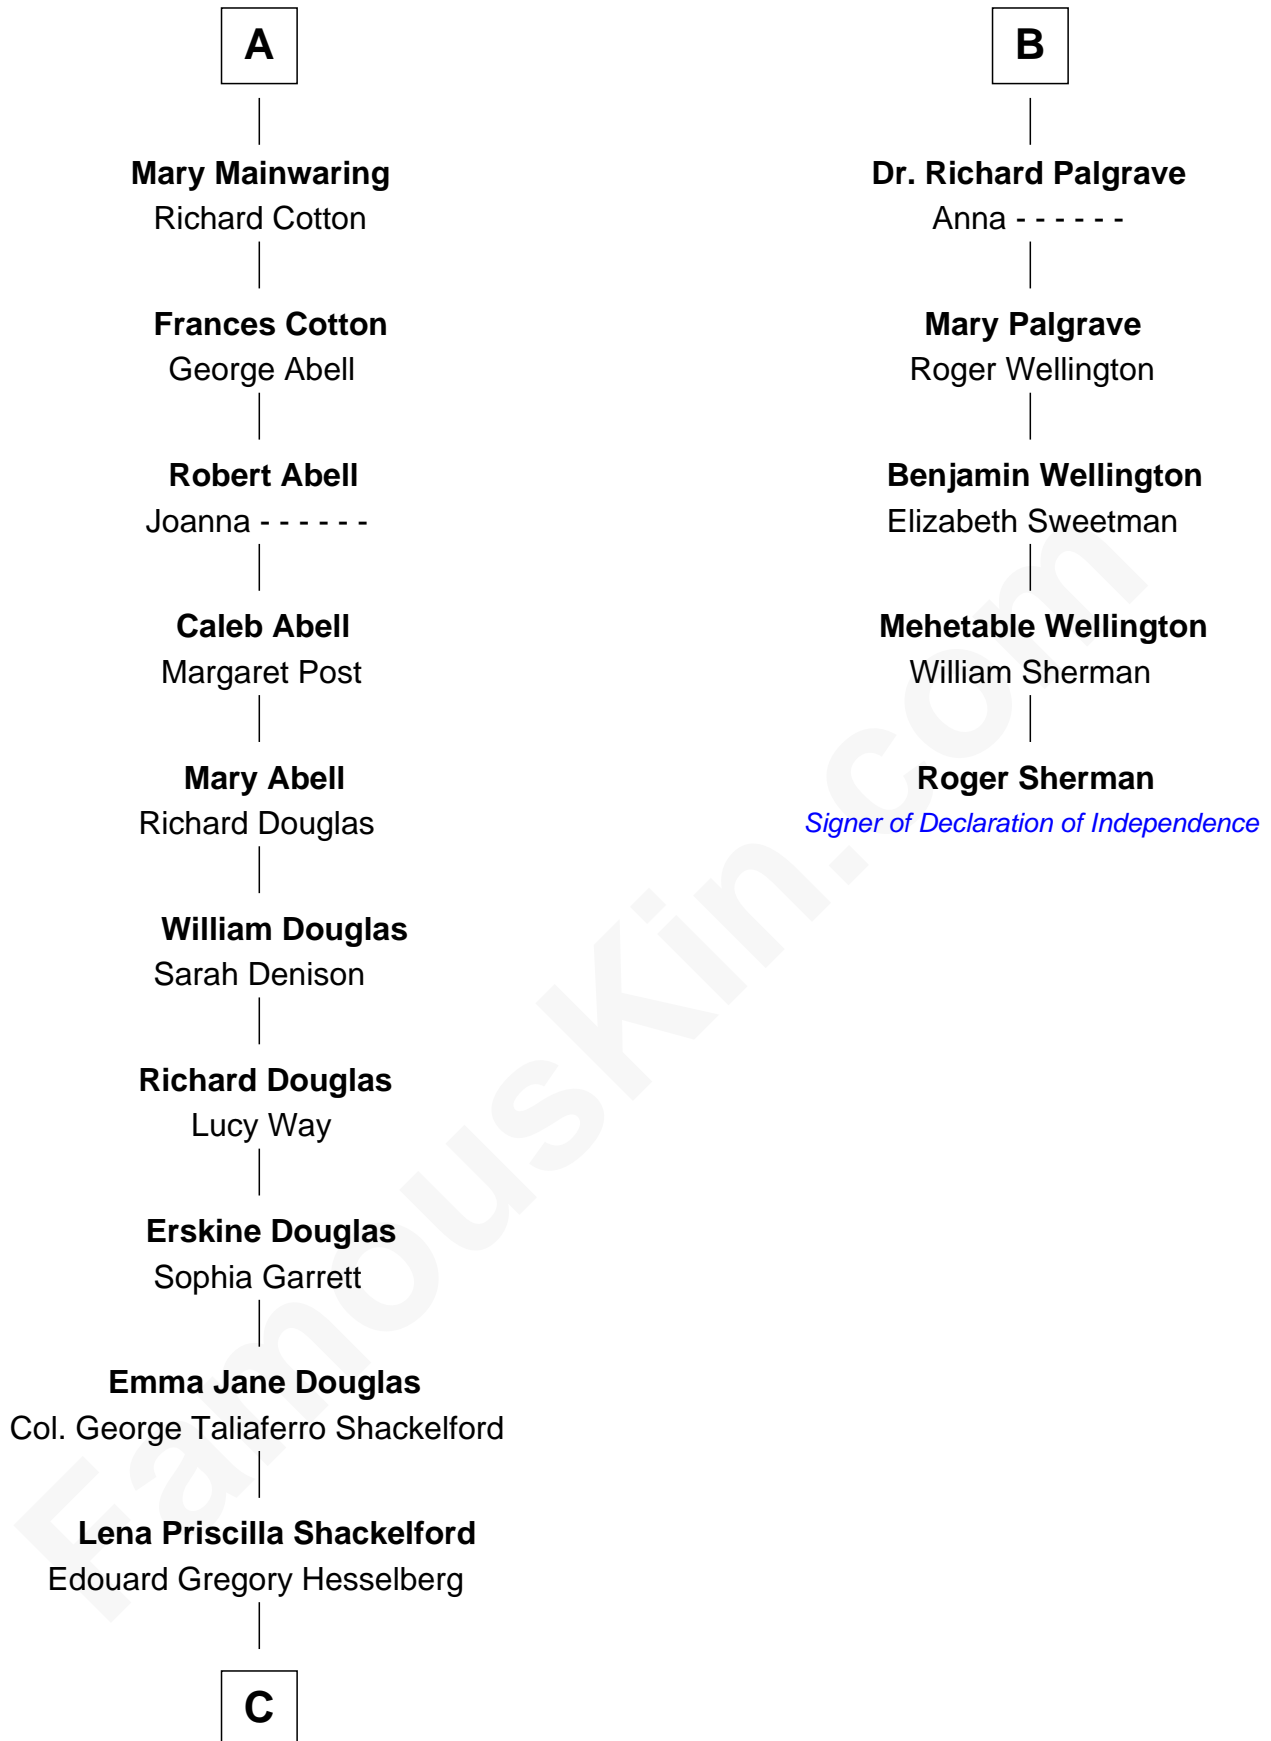 A
Mary Mainwaring
Richard Cotton
Frances Cotton
George Abell
Robert Abell
Joanna - - - - - -
Caleb Abell
Margaret Post
Mary Abell
Richard Douglas
William Douglas
Sarah Denison
Richard Douglas
Lucy Way
Erskine Douglas
Sophia Garrett
Emma Jane Douglas
Col. George Taliaferro Shackelford
Lena Priscilla Shackelford
Edouard Gregory Hesselberg
C
B
Dr. Richard Palgrave
Anna - - - - - -
Mary Palgrave
Roger Wellington
Benjamin Wellington
Elizabeth Sweetman
Mehetable Wellington
William Sherman
Roger Sherman
Signer of Declaration of Independence
FamousKin.com